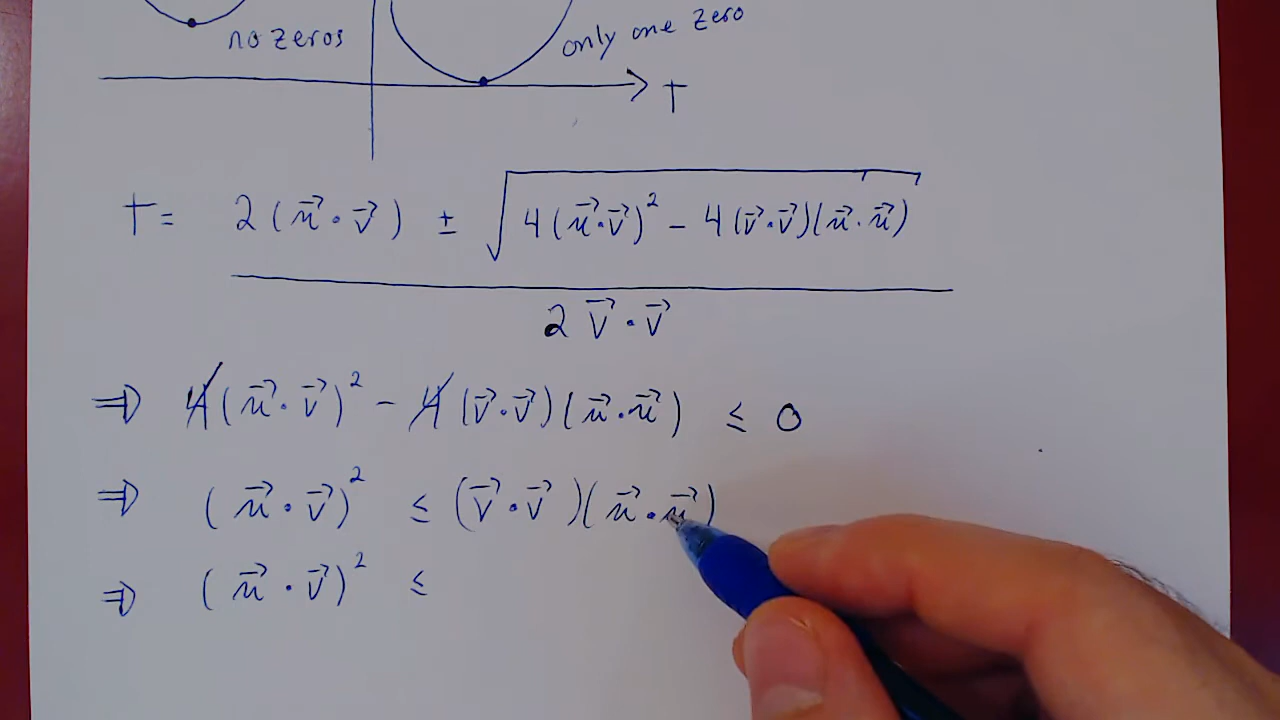 no zeros
only one zero
t
t = 2(u⃗ · v⃗) ± √(4(u⃗·v⃗)² − 4(v⃗·v⃗)(u⃗·u⃗))
2 v⃗ · v⃗
⇒ 4(u⃗ · v⃗)² − 4(v⃗·v⃗)(u⃗·u⃗) ≤ 0
⇒ (u⃗ · v⃗)² ≤ (v⃗ · v⃗)(u⃗ · u⃗)
⇒ (u⃗ · v⃗)² ≤